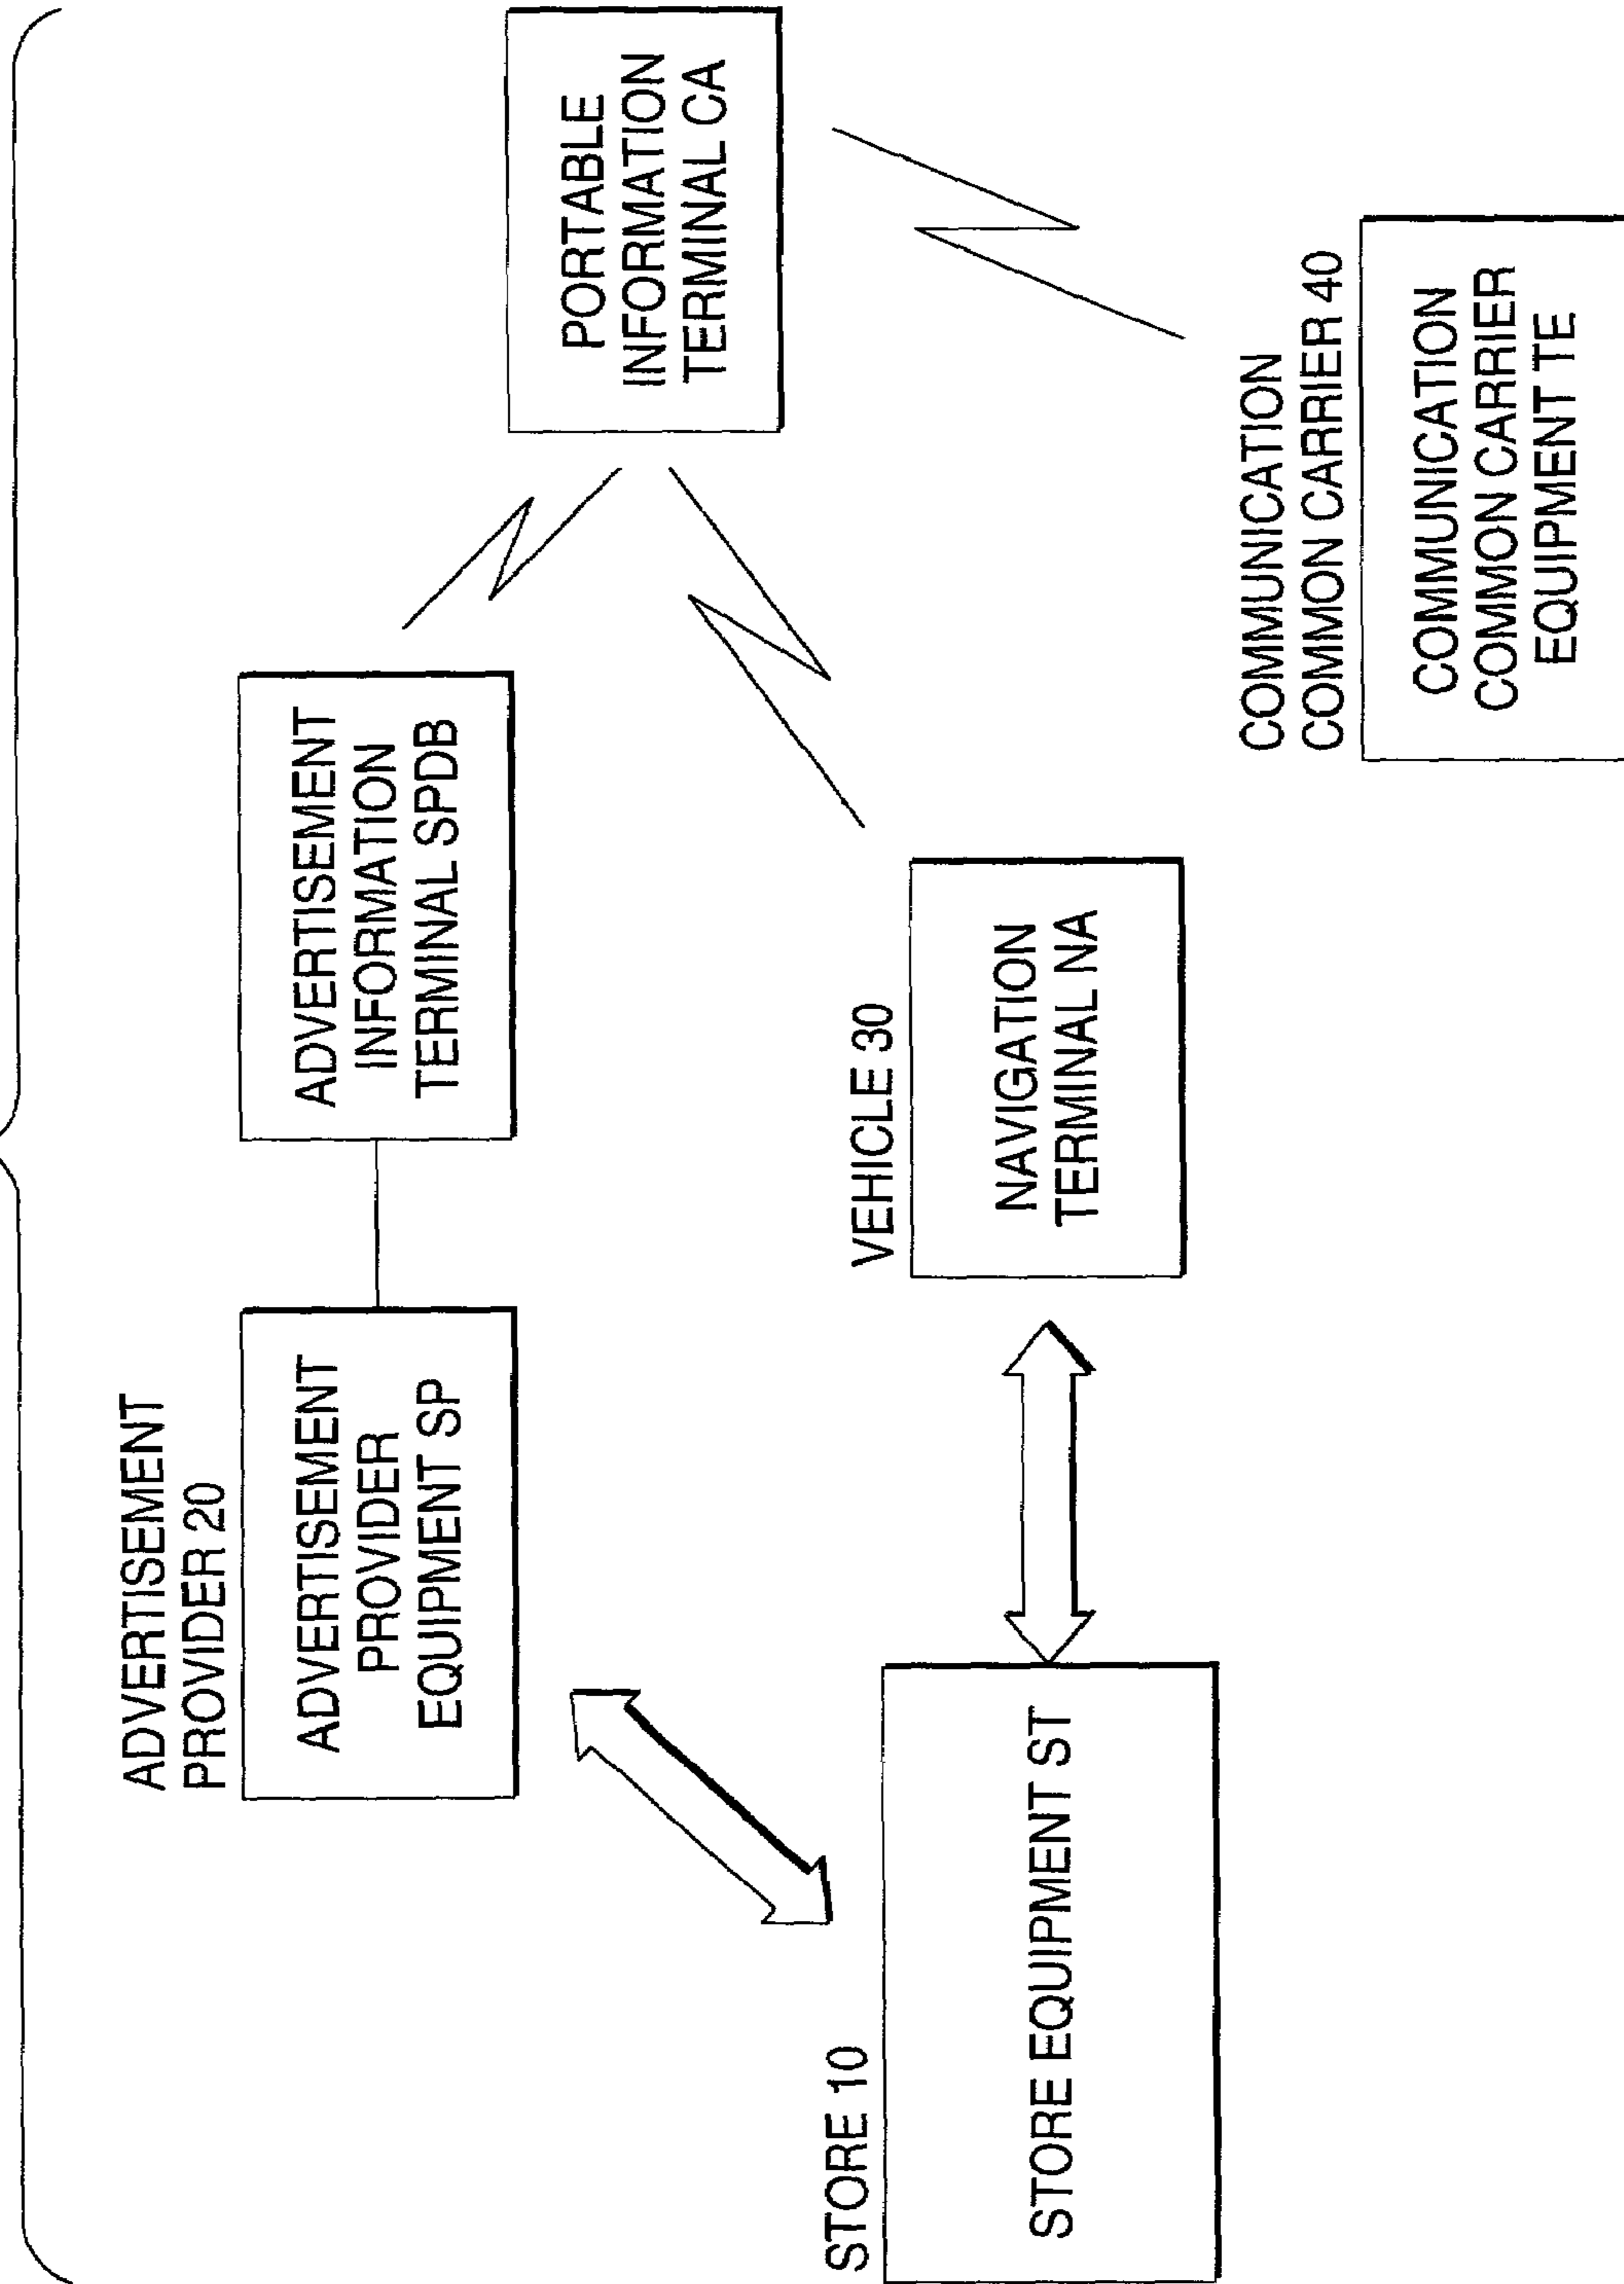 ADVERTISEMENT
PROVIDER 20
ADVERTISEMENT
PROVIDER
EQUIPMENT SP
ADVERTISEMENT
INFORMATION
TERMINAL SPDB
PORTABLE
INFORMATION
TERMINAL CA
STORE 10
STORE EQUIPMENT ST
VEHICLE 30
NAVIGATION
TERMINAL NA
COMMUNICATION
COMMON CARRIER 40
COMMUNICATION
COMMON CARRIER
EQUIPMENT TE